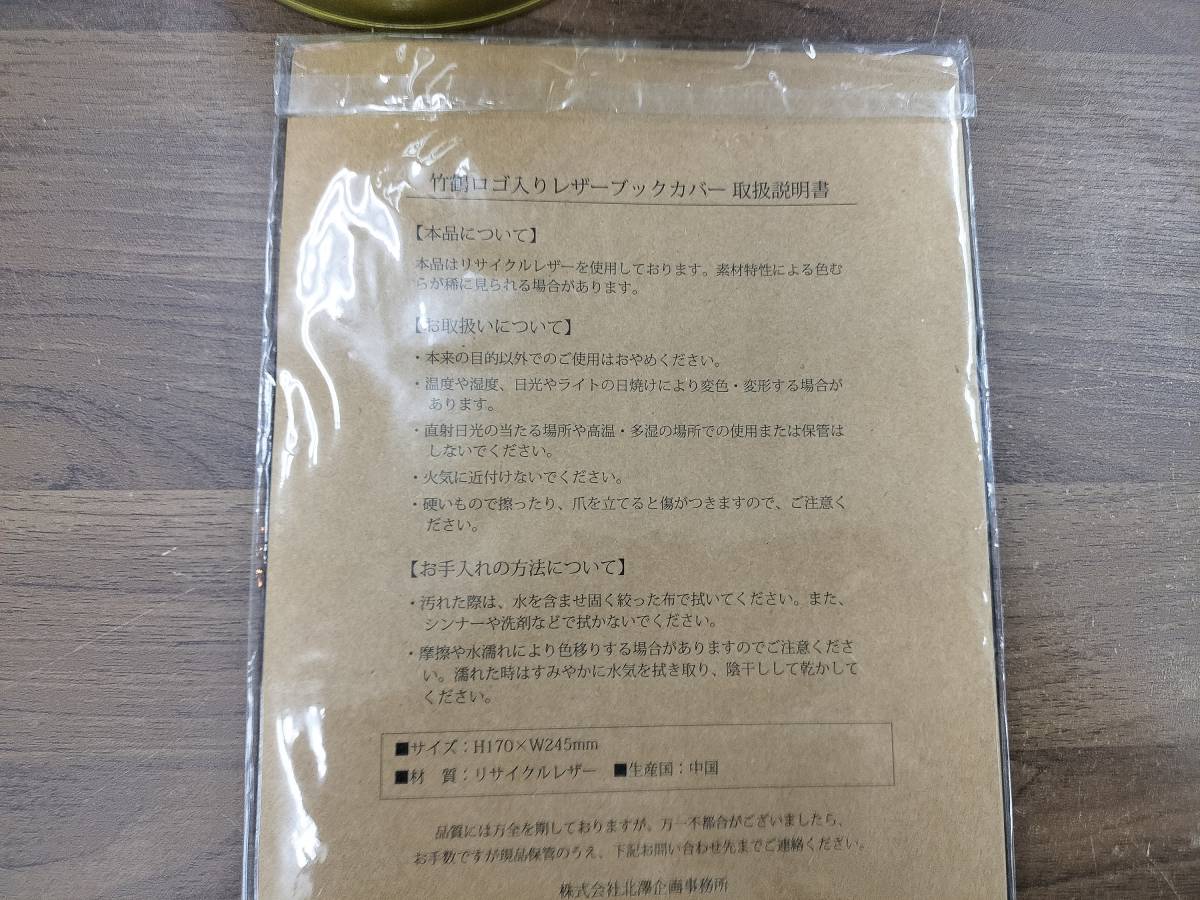 竹鶴ロゴ入りレザーブックカバー 取扱説明書
【本品について】
本品はリサイクルレザーを使用しております。素材特性による色む
らが稀に見られる場合があります。
【お取扱いについて】
・本来の目的以外でのご使用はおやめください。
・温度や湿度、日光やライトの日焼けにより変色・変形する場合が
あります。
・直射日光の当たる場所や高温・多湿の場所での使用または保管は
しないでください。
・火気に近付けないでください。
・硬いもので擦ったり、爪を立てると傷がつきますので、ご注意く
ださい。
【お手入れの方法について】
・汚れた際は、水を含ませ固く絞った布で拭いてください。また、
シンナーや洗剤などで拭かないでください。
・摩擦や水濡れにより色移りする場合がありますのでご注意くださ
い。濡れた時はすみやかに水気を拭き取り、陰干しして乾かして
ください。
■サイズ：H170×W245mm
■材　質：リサイクルレザー　■生産国：中国
品質には万全を期しておりますが、万一不都合がございましたら、
お手数ですが現品保管のうえ、下記お問い合わせ先までご連絡ください。
株式会社北澤企画事務所